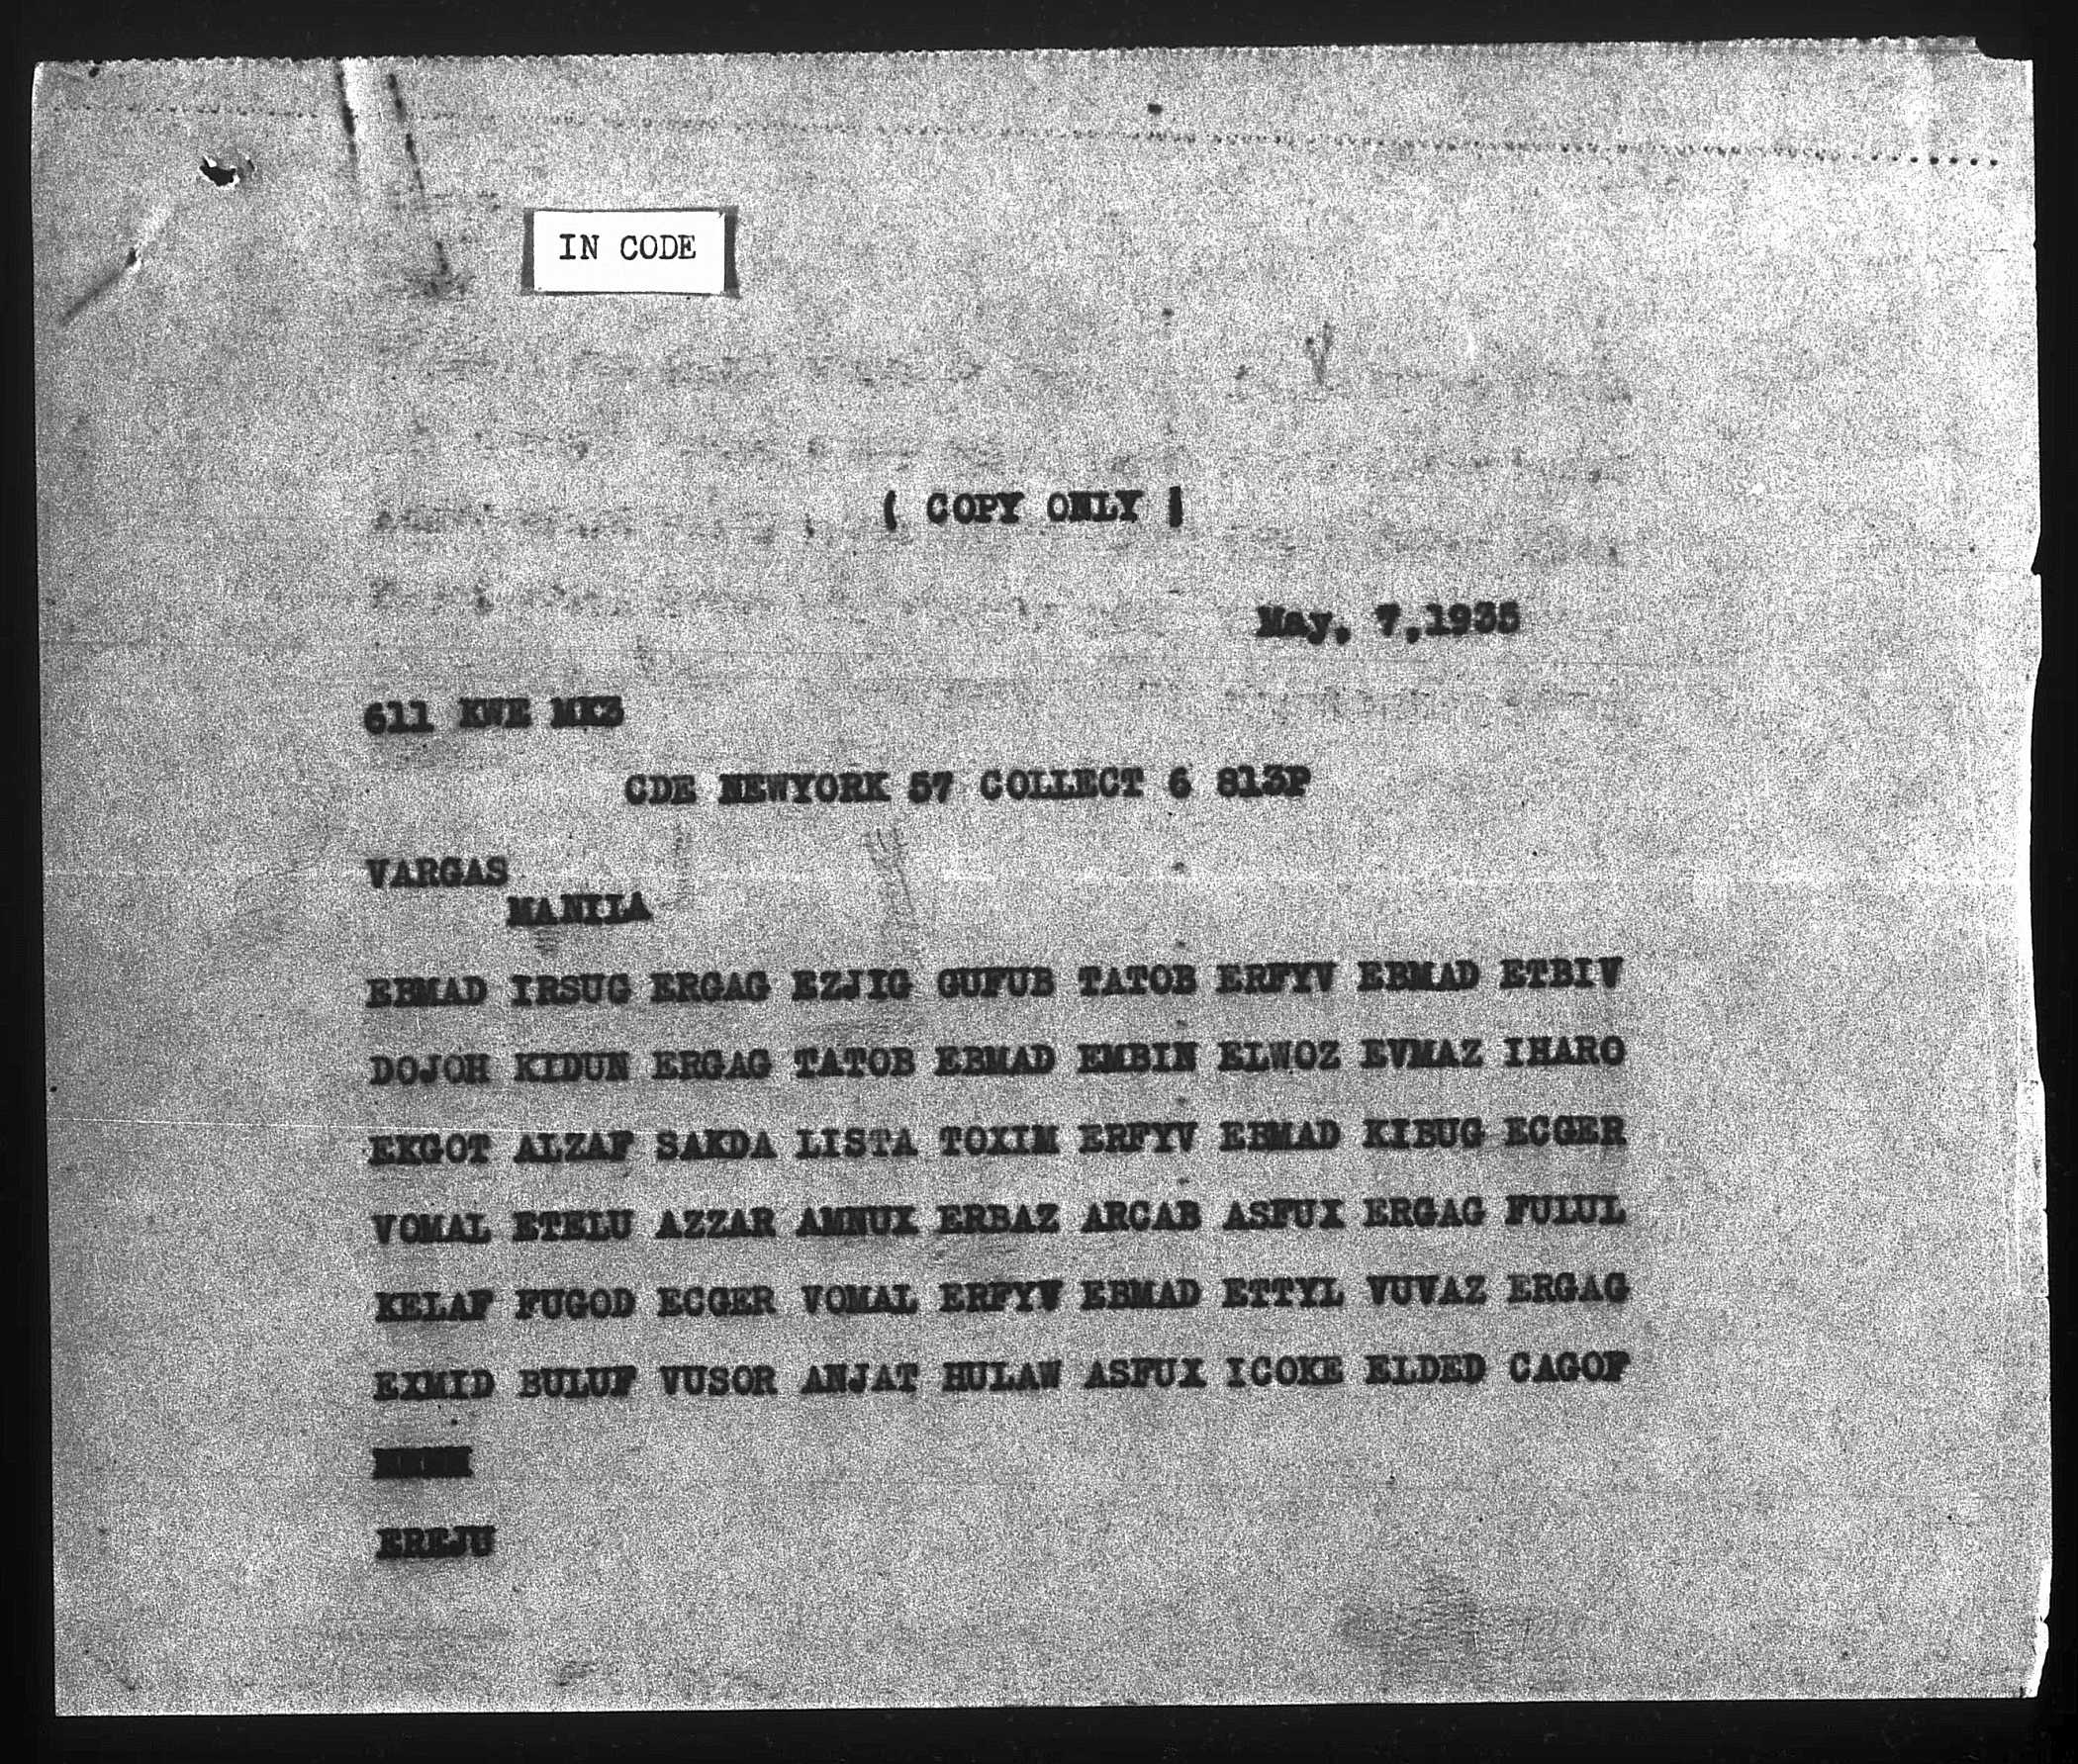 IN CODE
( COPY ONLY )
May, 7,1935
611 KWE MK3
CDE NEWYORK 57 COLLECT 6 813P
VARGAS
MANILA
EBMAD IRSUG ERGAG EZJIG GUFUB TATOB ERFYV EBMAD ETBIV
DOJOH KIDUN ERGAG TATOB EBMAD EMBIN ELWOZ EVMAZ IHARO
EKGOT ALZAF SAKDA LISTA TOXIM ERFYV EBMAD KIBUG ECGER
VOMAL ETELU AZZAR AMNUX ERBAZ ARCAB ASFUX ERGAG FULUL
KELAF FUGOD ECGER VOMAL ERFYV EBMAD ETTYL VUVAZ ERGAG
EXMID BULUF VUSOR ANJAT HULAW ASFUX ICOKE ELDED CAGOF
EREJU